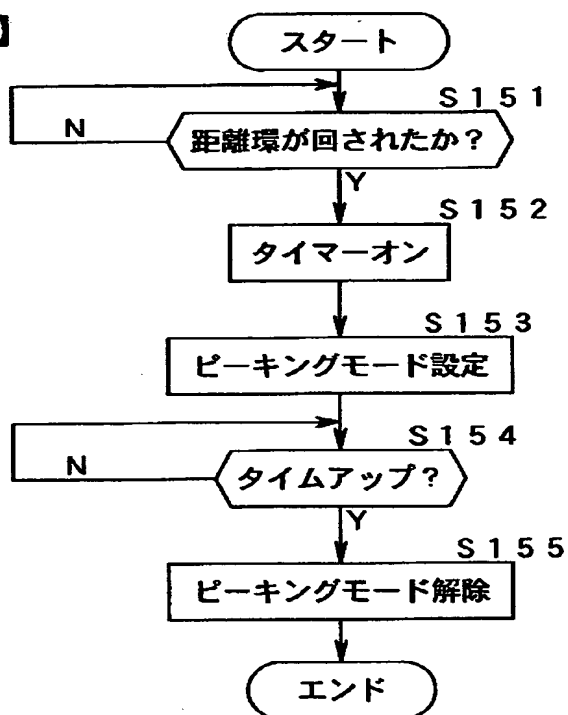 】
スタート
S151
距離環が回されたか？
N
Y
S152
タイマーオン
S153
ピーキングモード設定
S154
タイムアップ？
N
Y
S155
ピーキングモード解除
エンド